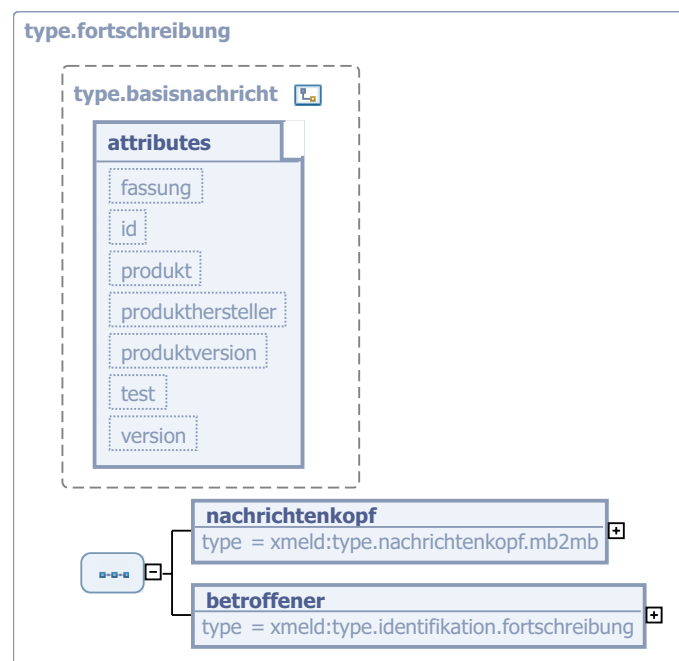 type.fortschreibung
type.basisnachricht
attributes
fassung
id
produkt
produkthersteller
produktversion
test
version
nachrichtenkopf
type = xmeld:type.nachrichtenkopf.mb2mb
betroffener
type = xmeld:type.identifikation.fortschreibung